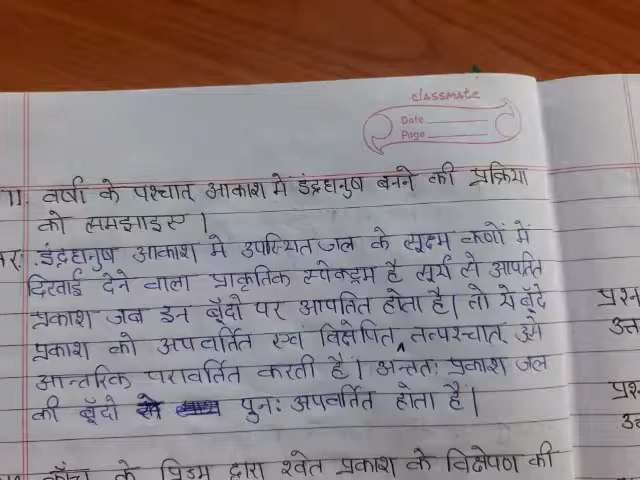 classmate
Date
Page
11. वर्षा के पश्चात् आकाश में इंद्रधनुष बनने की प्रक्रिया
को समझाइए।
इंद्रधनुष आकाश मे उपस्थित जल के सूक्ष्म कणों में
दिखाई देने वाला प्राकृतिक स्पेक्ट्रम है सूर्य से आपतित
प्रकाश जब इन बूँदो पर आपतित होता है। तो ये बूँदे
प्रकाश को अपवर्तित एवं विक्षेपित, तत्पश्चात् इसे
आन्तरिक परावर्तित करती है। अन्ततः प्रकाश जल
की बूँदो से पुनः अपवर्तित होता है।
काँच के प्रिज्म द्वारा श्वेत प्रकाश के विक्षेपण की
प्रश्न
उत्त
प्रश